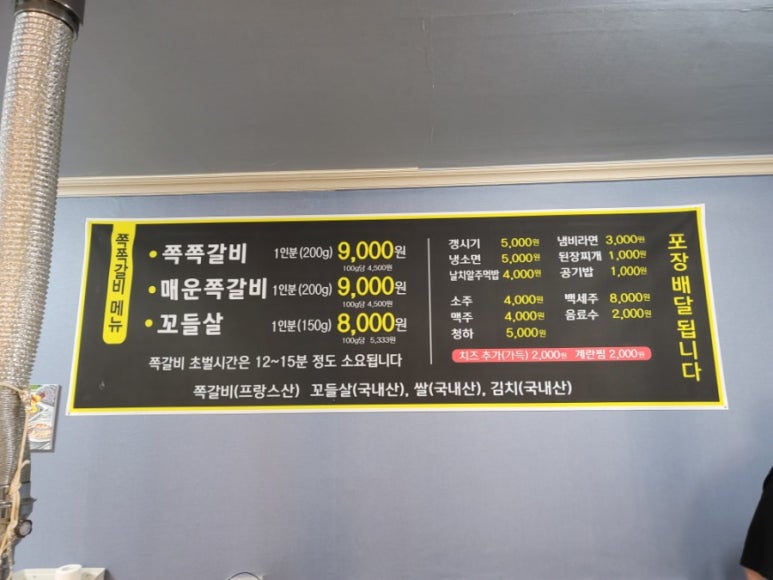 쪽쪽갈비 메뉴
• 쪽쪽갈비 1인분(200g) 9,000원
100g당 4,500원
• 매운쪽갈비 1인분(200g) 9,000원
100g당 4,500원
• 꼬들살 1인분(150g) 8,000원
100g당 5,333원
쪽갈비 초벌시간은 12~15분 정도 소요됩니다
갱시기 5,000원 냄비라면 3,000원
냉소면 5,000원 된장찌개 1,000원
날치알주먹밥 4,000원 공기밥 1,000원
소주 4,000원 백세주 8,000원
맥주 4,000원 음료수 2,000원
청하 5,000원
치즈 추가(가득) 2,000원 계란찜 2,000원
쪽갈비(프랑스산) 꼬들살(국내산), 쌀(국내산), 김치(국내산)
포장 배달 됩니다